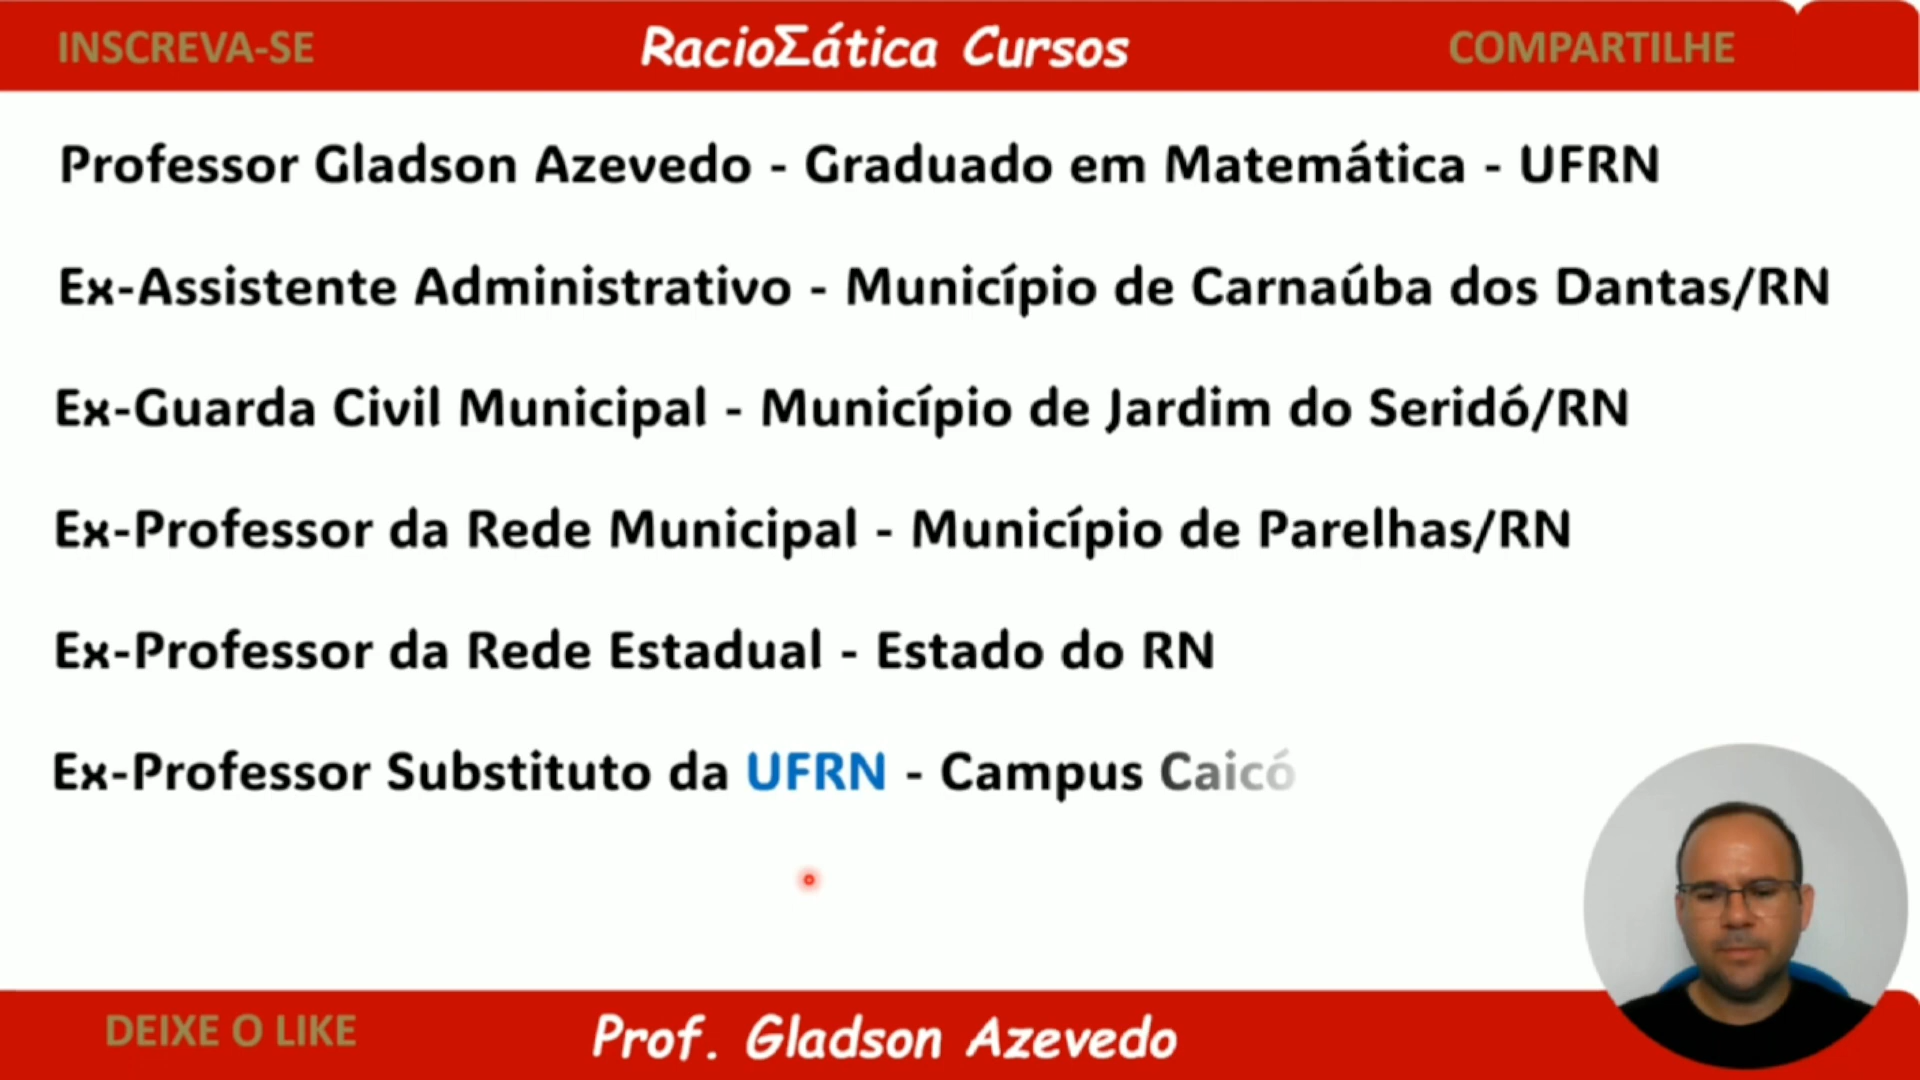 INSCREVA-SE
RacioΣática Cursos
COMPARTILHE
Professor Gladson Azevedo - Graduado em Matemática - UFRN
Ex-Assistente Administrativo - Município de Carnaúba dos Dantas/RN
Ex-Guarda Civil Municipal - Município de Jardim do Seridó/RN
Ex-Professor da Rede Municipal - Município de Parelhas/RN
Ex-Professor da Rede Estadual - Estado do RN
Ex-Professor Substituto da UFRN - Campus Caicó
DEIXE O LIKE
Prof. Gladson Azevedo